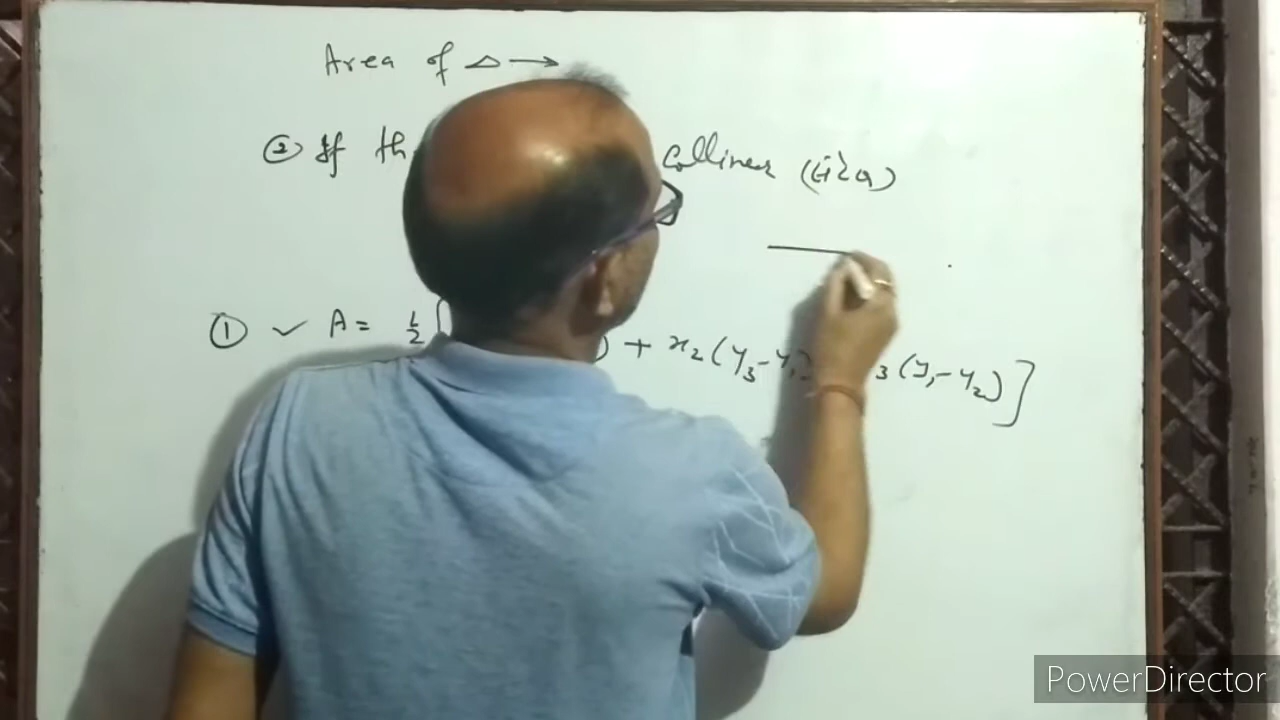 Area of △ →
② If th colliner (
① ✓ A = 1/2 [ ) + x₂(y₃-y₁) ₃(y₁-y₂)]
PowerDirector